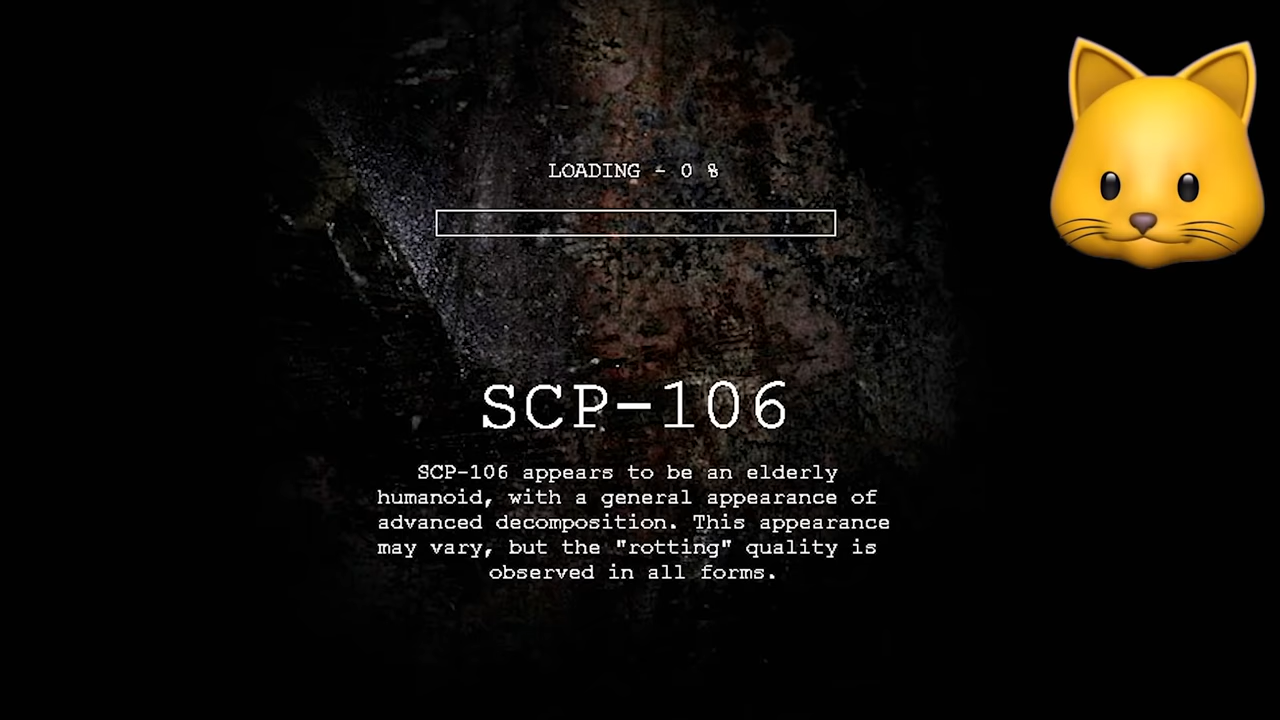 LOADING - 0 %
SCP-106
SCP-106 appears to be an elderly
humanoid, with a general appearance of
advanced decomposition. This appearance
may vary, but the "rotting" quality is
observed in all forms.